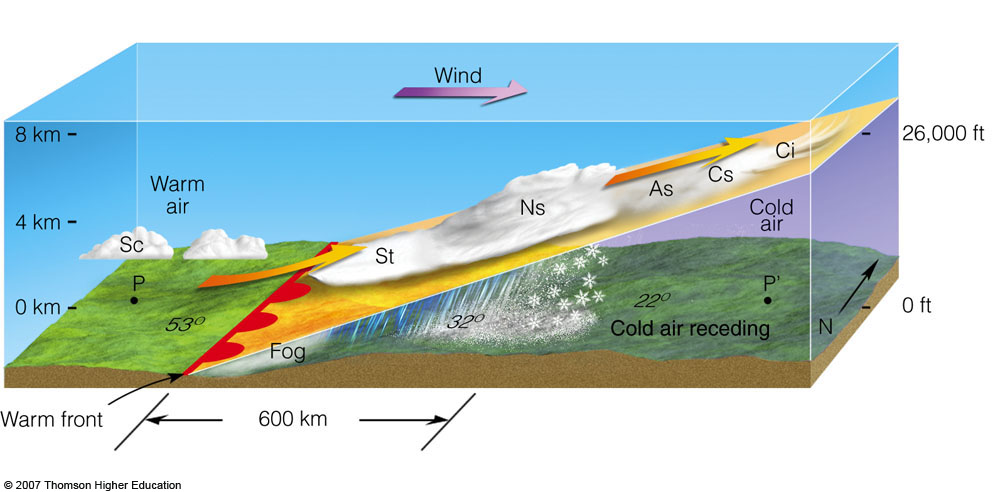 Wind
8 km
26,000 ft
Warm
air
Ci
Cs
As
Ns
Cold
air
4 km
Sc
St
P
P'
0 km
0 ft
53°
32°
22°
Cold air receding
N
Fog
Warm front
600 km
© 2007 Thomson Higher Education